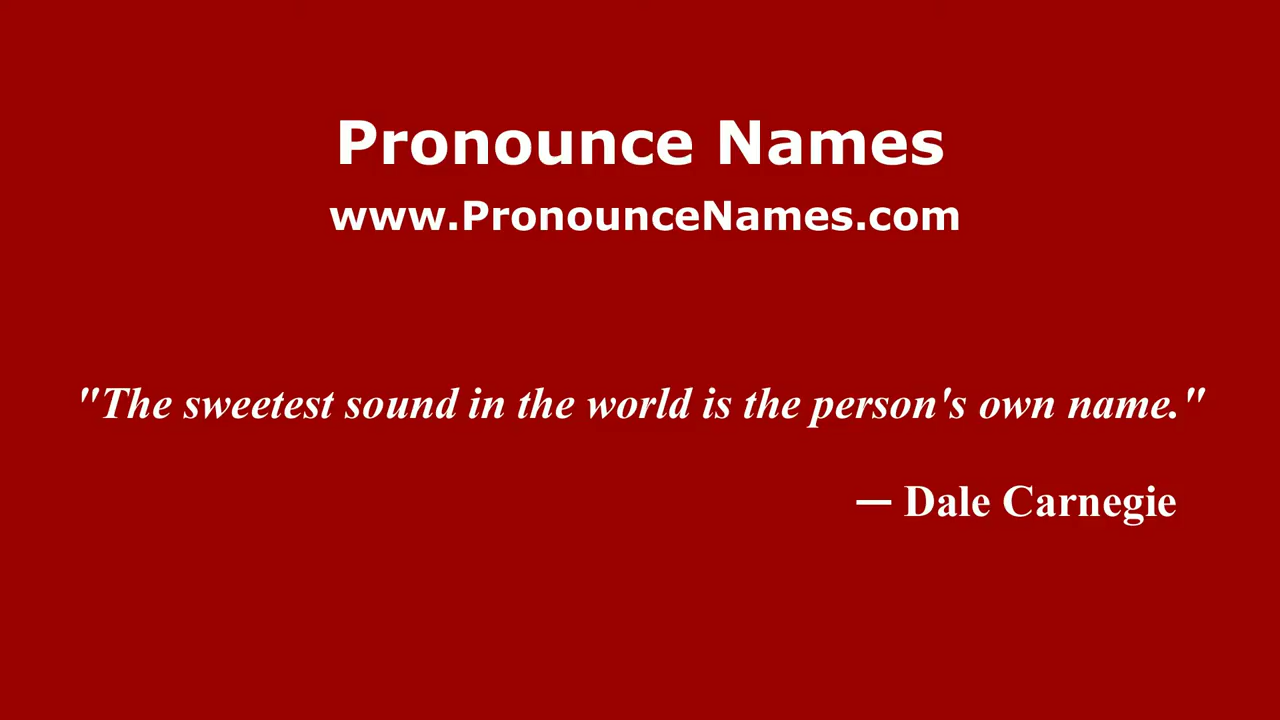 Pronounce Names
www.PronounceNames.com
"The sweetest sound in the world is the person's own name."
— Dale Carnegie